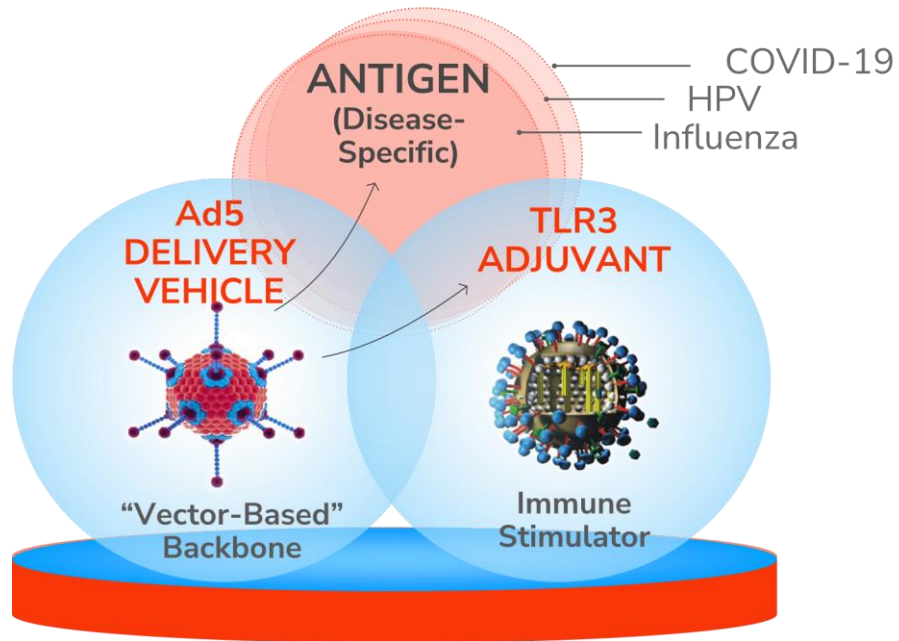 ANTIGEN
(Disease-
Specific)
COVID-19
HPV
Influenza
Ad5
DELIVERY
VEHICLE
TLR3
ADJUVANT
“Vector-Based”
Backbone
Immune
Stimulator